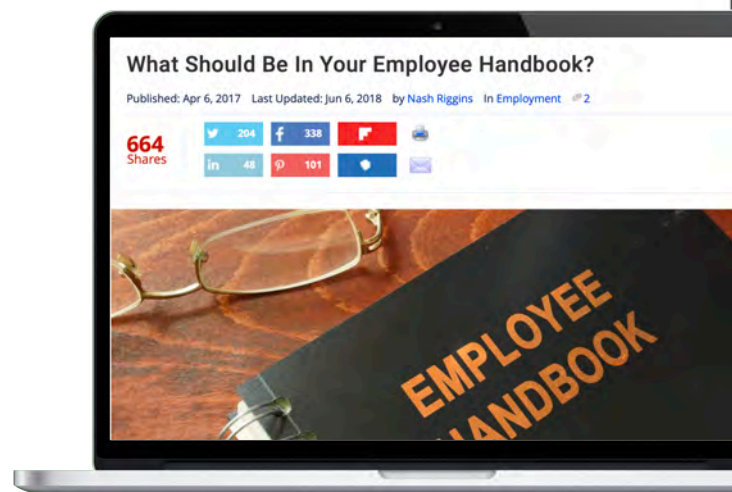 What Should Be In Your Employee Handbook?
Published: Apr 6, 2017 Last Updated: Jun 6, 2018 by Nash Riggins In Employment 2
664
Shares
204
f 338
in 48
101
EMPLOYEE
HANDBOOK